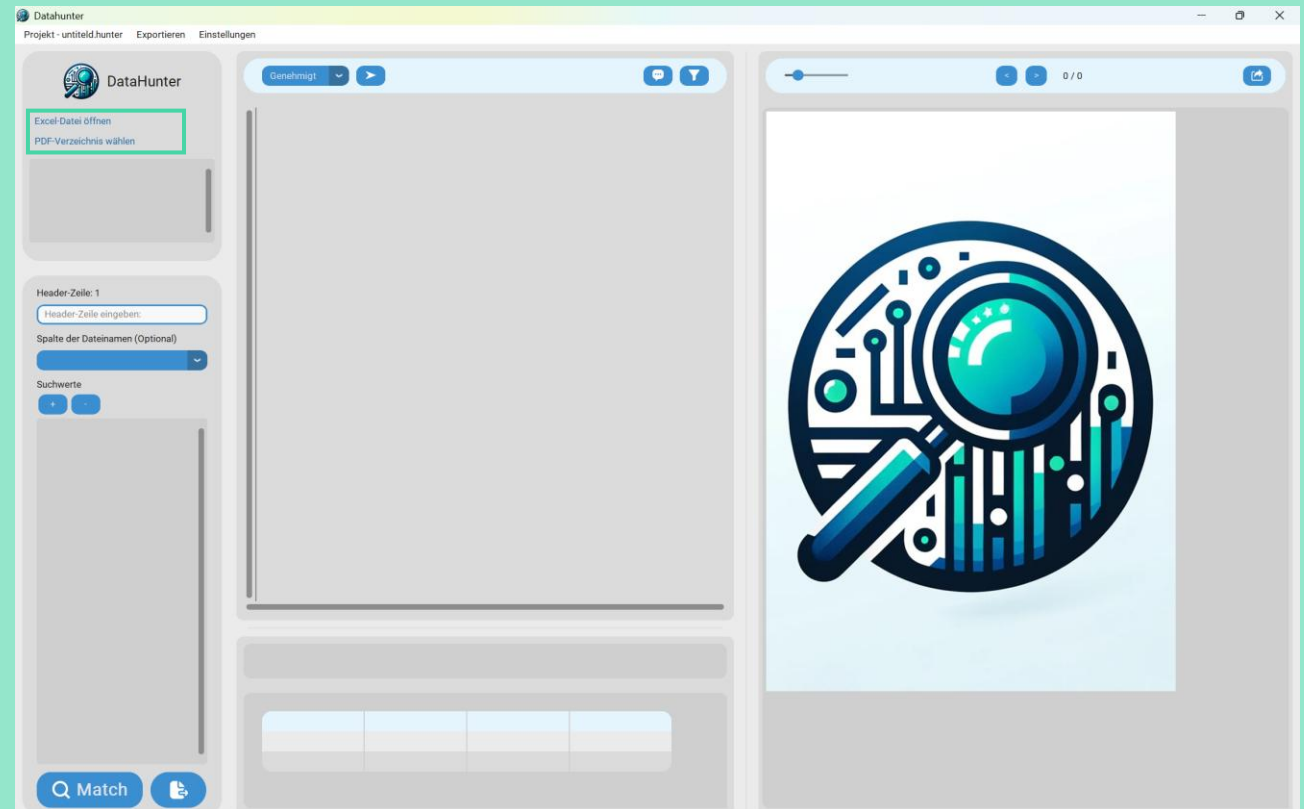 Datahunter
Projekt - untiteld.hunter Exportieren Einstellungen
DataHunter
Excel-Datei öffnen
PDF-Verzeichnis wählen
Header-Zeile: 1
Header-Zeile eingeben:
Spalte der Dateinamen (Optional)
Suchwerte
+ -
Match
Genehmigt
< > 0 / 0